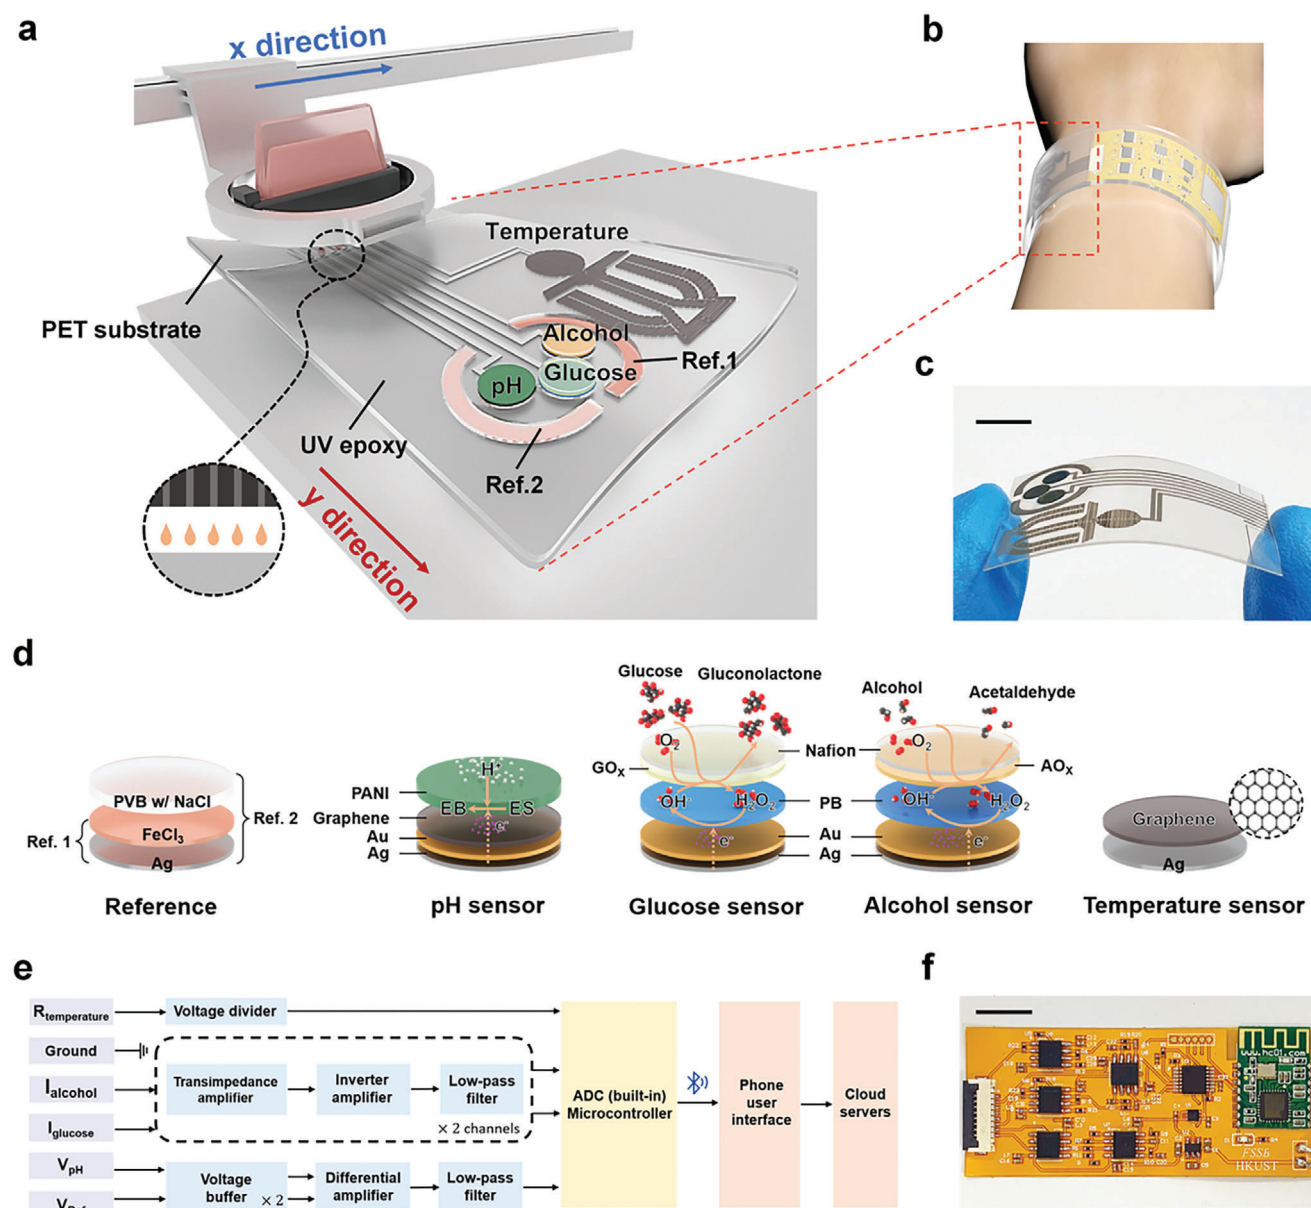 a
x direction
b
Temperature
PET substrate
Alcohol
Ref.1
pH
Glucose
UV epoxy
Ref.2
y direction
c
d
Glucose
Gluconolactone
Alcohol
Acetaldehyde
O2
Nafion
O2
GOx
AOx
PVB w/ NaCl
PANI
H+
EB
ES
OH-
H2O2
PB
OH-
H2O2
Ref. 2
Graphene
e-
Graphene
Ref. 1
FeCl3
Au
e-
Au
e-
Ag
Ag
Ag
Ag
Reference
pH sensor
Glucose sensor
Alcohol sensor
Temperature sensor
e
f
Rtemperature
Voltage divider
Ground
Ialcohol
Transimpedance
amplifier
Inverter
amplifier
Low-pass
filter
ADC (built-in)
Microcontroller
Phone
user
interface
Cloud
servers
Iglucose
× 2 channels
VpH
Voltage
buffer
× 2
Differential
amplifier
Low-pass
filter
www.hc01.com
FSSL
HKUST